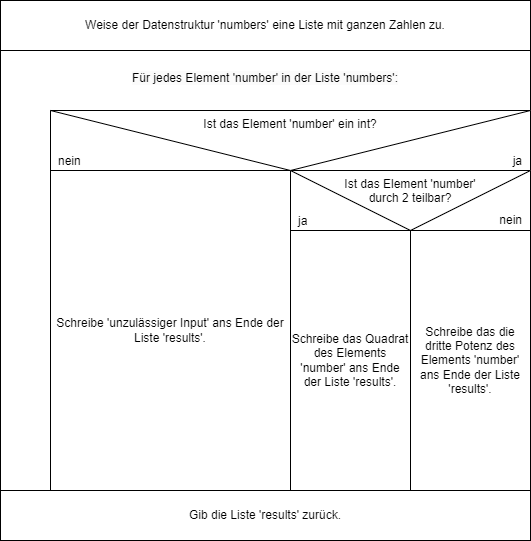 Weise der Datenstruktur 'numbers' eine Liste mit ganzen Zahlen zu.
Für jedes Element 'number' in der Liste 'numbers':
Ist das Element 'number' ein int?
nein
ja
Ist das Element 'number'
durch 2 teilbar?
ja
nein
Schreibe 'unzulässiger Input' ans Ende der
Liste 'results'.
Schreibe das Quadrat
des Elements
'number' ans Ende
der Liste 'results'.
Schreibe das die
dritte Potenz des
Elements 'number'
ans Ende der Liste
'results'.
Gib die Liste 'results' zurück.